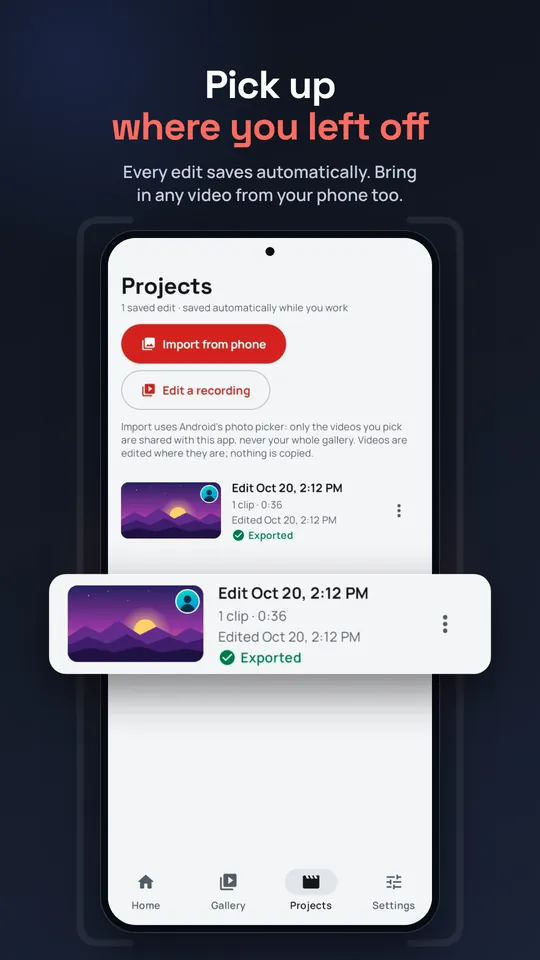 Pick up
where you left off
Every edit saves automatically. Bring
in any video from your phone too.
Projects
1 saved edit · saved automatically while you work
Import from phone
Edit a recording
Import uses Android's photo picker: only the videos you pick
are shared with this app, never your whole gallery. Videos are
edited where they are; nothing is copied.
Edit Oct 20, 2:12 PM
1 clip · 0:36
Edited Oct 20, 2:12 PM
Exported
Edit Oct 20, 2:12 PM
1 clip · 0:36
Edited Oct 20, 2:12 PM
Exported
Home
Gallery
Projects
Settings